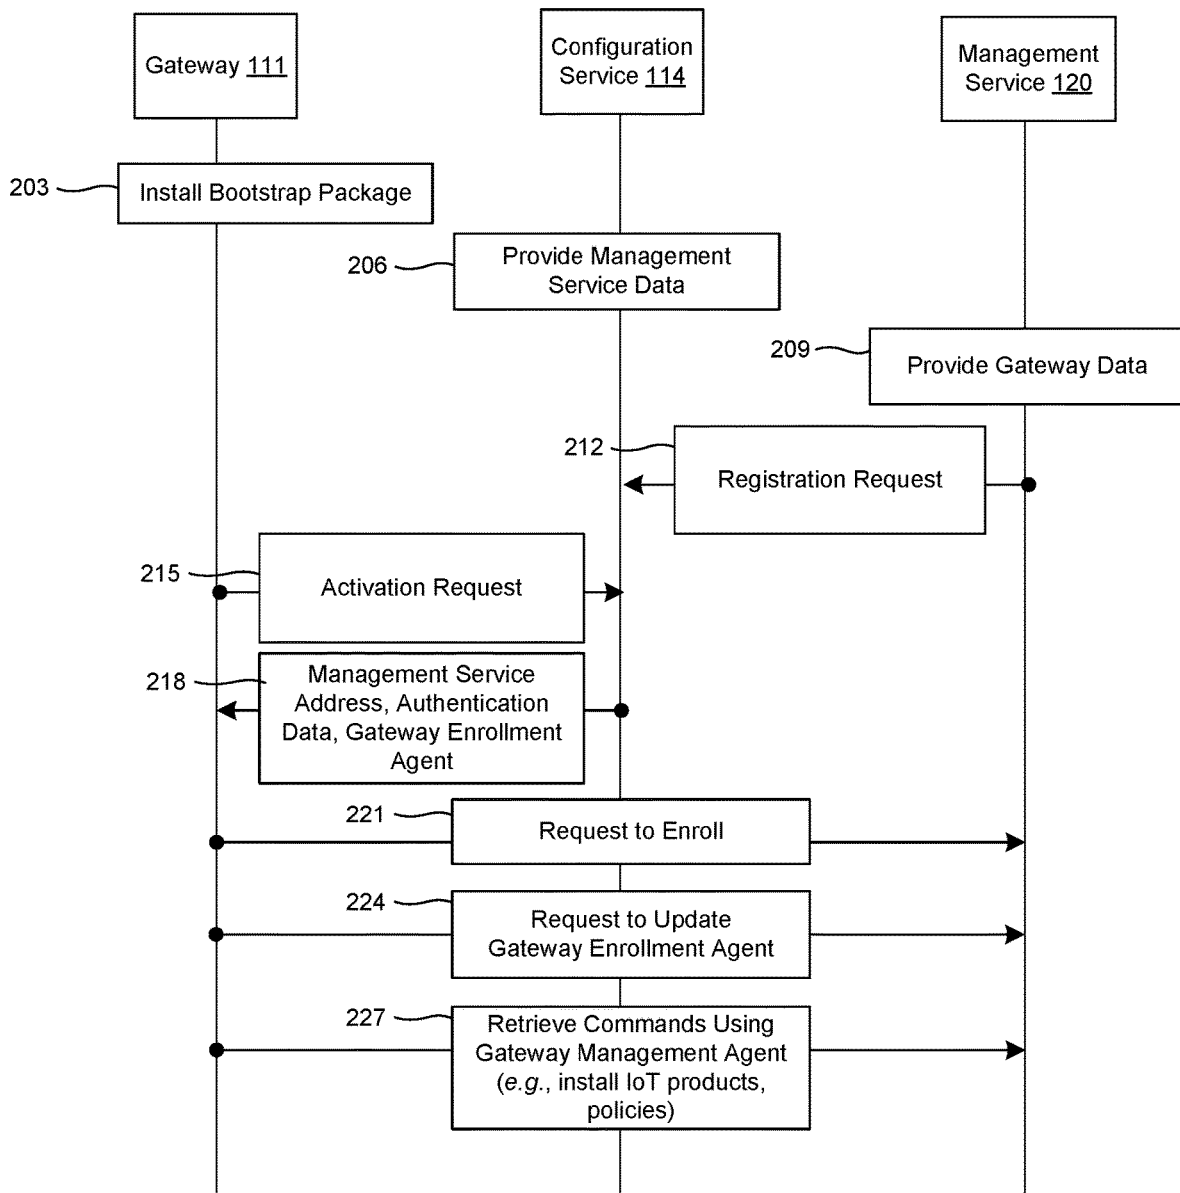 Gateway 111
Configuration
Service 114
Management
Service 120
203
Install Bootstrap Package
206
Provide Management
Service Data
209
Provide Gateway Data
212
Registration Request
215
Activation Request
218
Management Service
Address, Authentication
Data, Gateway Enrollment
Agent
221
Request to Enroll
224
Request to Update
Gateway Enrollment Agent
227
Retrieve Commands Using
Gateway Management Agent
(e.g., install IoT products,
policies)